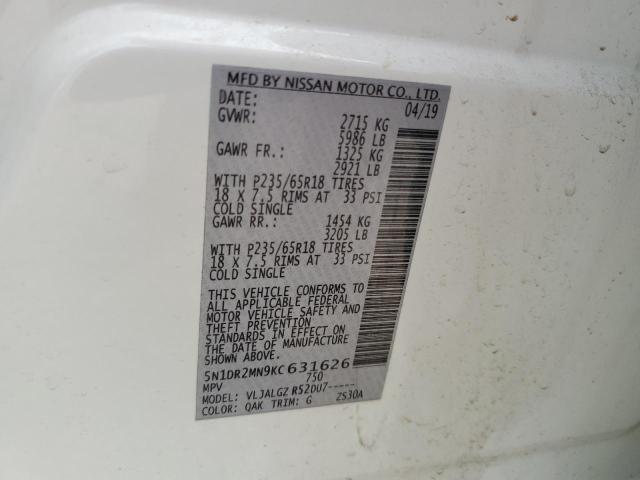 MFD BY NISSAN MOTOR CO., LTD.
DATE: 04/19
GVWR: 2715 KG
5986 LB
GAWR FR.: 1325 KG
2921 LB
WITH P235/65R18 TIRES
18 X 7.5 RIMS AT 33 PSI
COLD SINGLE
GAWR RR.: 1454 KG
3205 LB
WITH P235/65R18 TIRES
18 X 7.5 RIMS AT 33 PSI
COLD SINGLE
THIS VEHICLE CONFORMS TO
ALL APPLICABLE FEDERAL
MOTOR VEHICLE SAFETY AND
THEFT PREVENTION
STANDARDS IN EFFECT ON
THE DATE OF MANUFACTURE
SHOWN ABOVE.
5N1DR2MN9KC631626
MPV 750
MODEL: VLJALGZ R52DU7-----
COLOR: QAK TRIM: G ZS30A